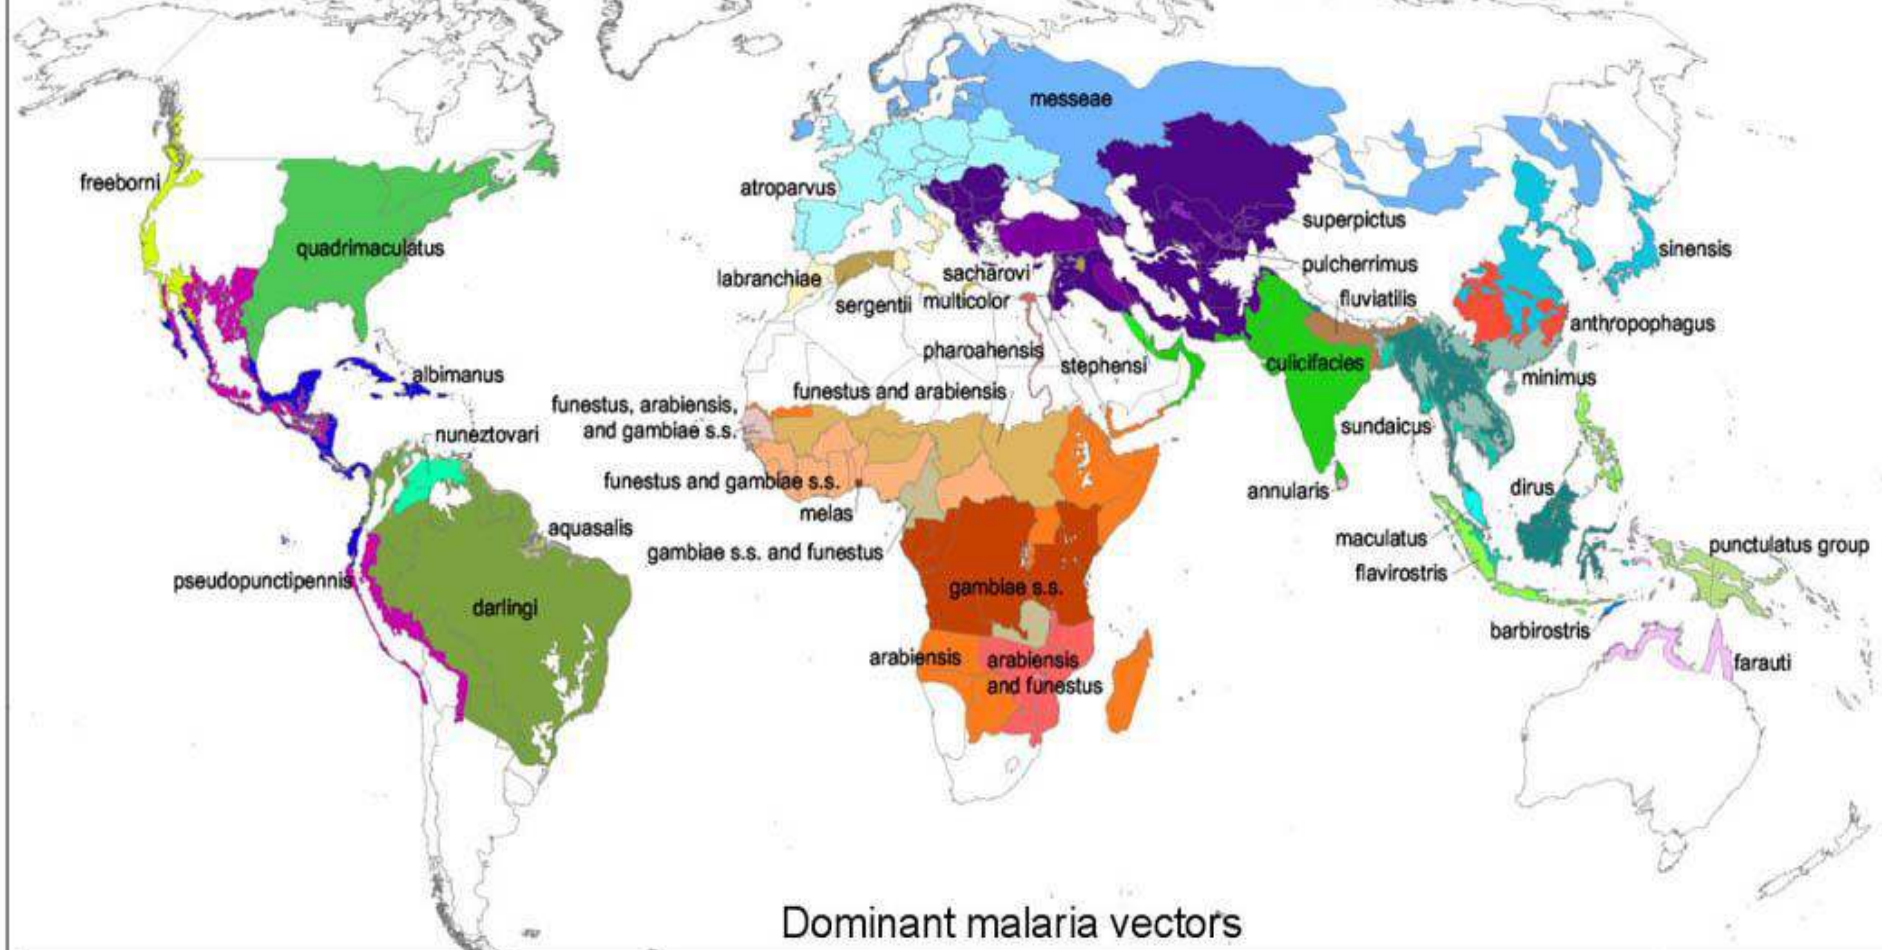 messeae
freeborni
atroparvus
quadrimaculatus
superpictus
sinensis
labranchiae
sacharovi
pulcherrimus
sergentii
multicolor
fluviatilis
anthropophagus
pharoahensis
stephensi
culicifacies
albimanus
minimus
funestus and arabiensis
funestus, arabiensis,
and gambiae s.s.
nuneztovari
sundaicus
funestus and gambiae s.s.
annularis
dirus
melas
aquasalis
maculatus
punctulatus group
gambiae s.s. and funestus
flavirostris
pseudopunctipennis
gambiae s.s.
darlingi
barbirostris
arabiensis
arabiensis
and funestus
farauti
Dominant malaria vectors